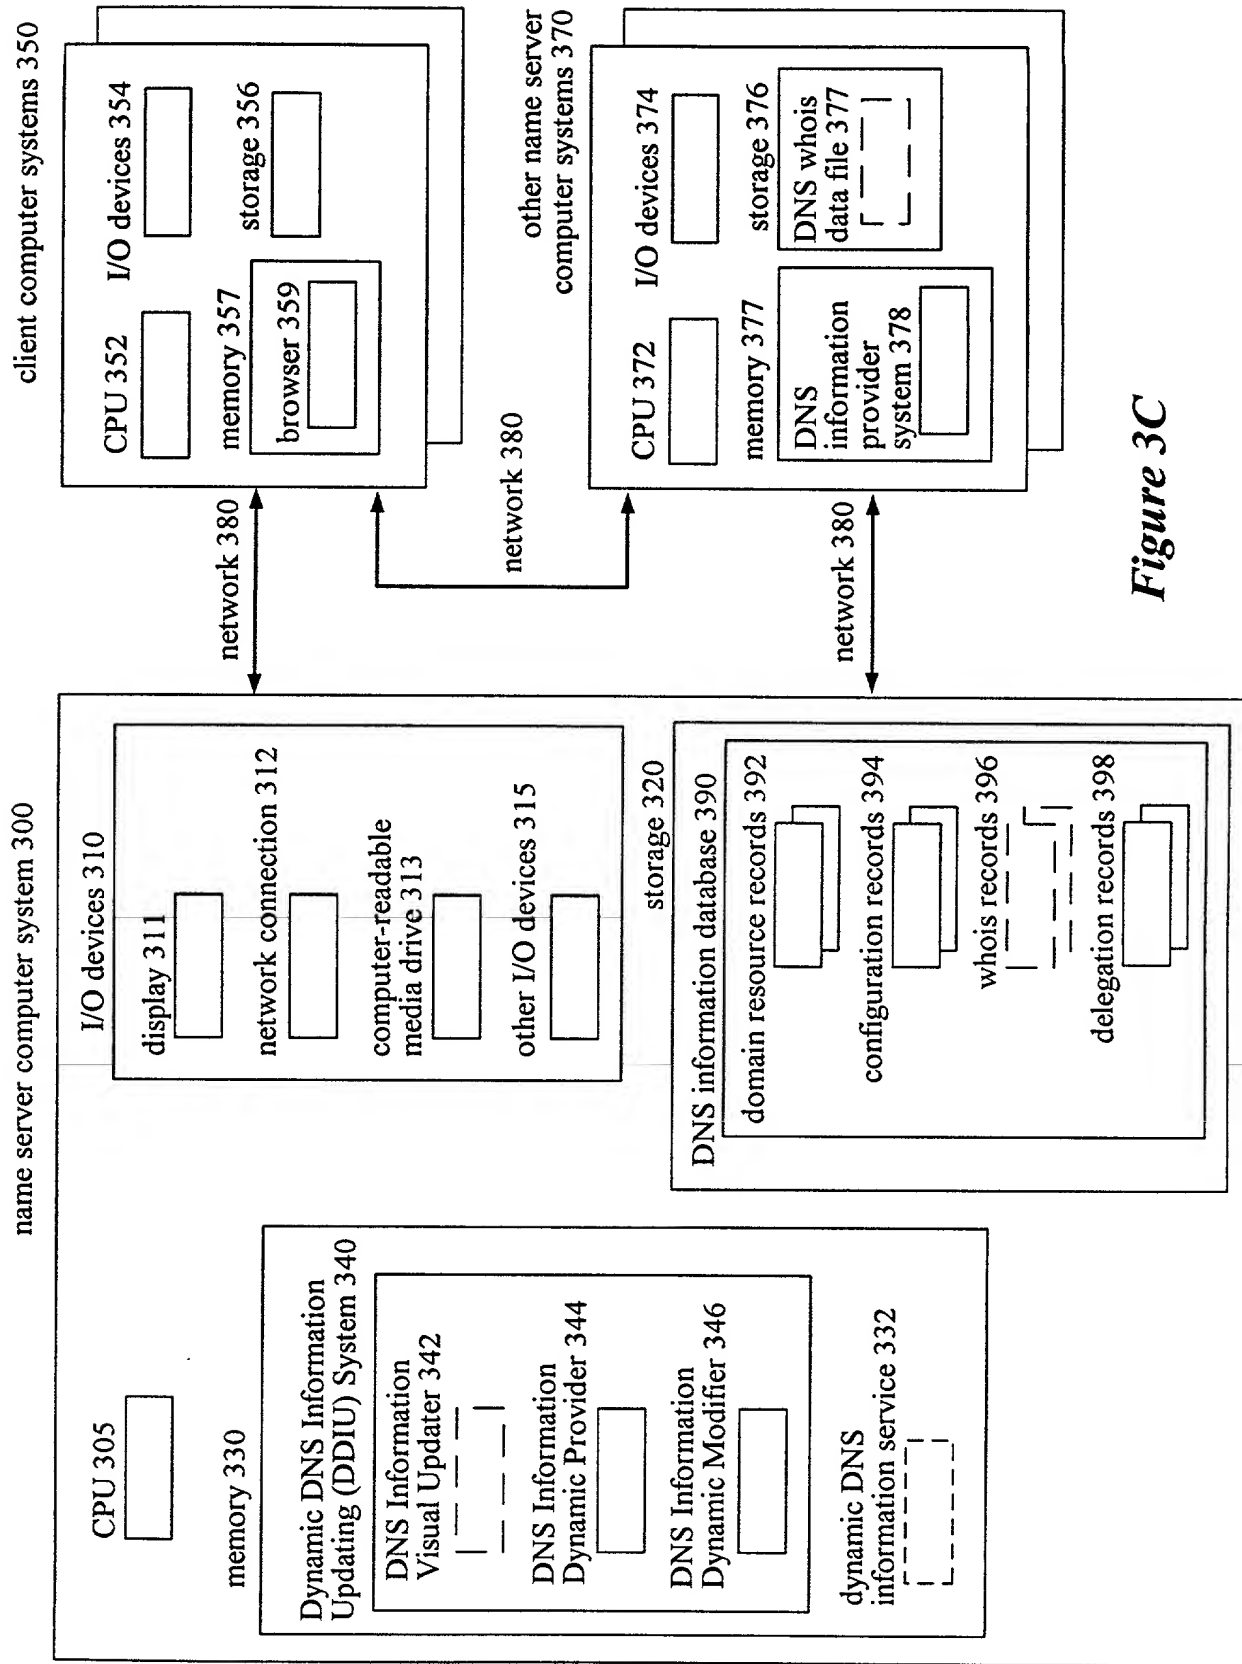 name server computer system 300
CPU 305
memory 330
Dynamic DNS Information
Updating (DDIU) System 340
DNS Information
Visual Updater 342
DNS Information
Dynamic Provider 344
DNS Information
Dynamic Modifier 346
dynamic DNS
information service 332
I/O devices 310
display 311
network connection 312
computer-readable
media drive 313
other I/O devices 315
storage 320
DNS information database 390
domain resource records 392
configuration records 394
whois records 396
delegation records 398
network 380
network 380
network 380
client computer systems 350
CPU 352
I/O devices 354
memory 357
browser 359
storage 356
other name server
computer systems 370
CPU 372
I/O devices 374
memory 377
DNS
information
provider
system 378
storage 376
DNS whois
data file 377
Figure 3C